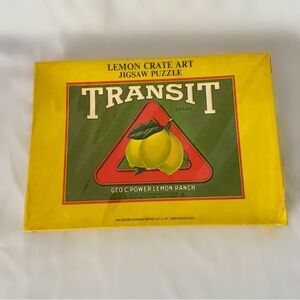 LEMON CRATE ART
JIGSAW PUZZLE
TRANSIT
BRAND
GEO. C. POWER LEMON RANCH